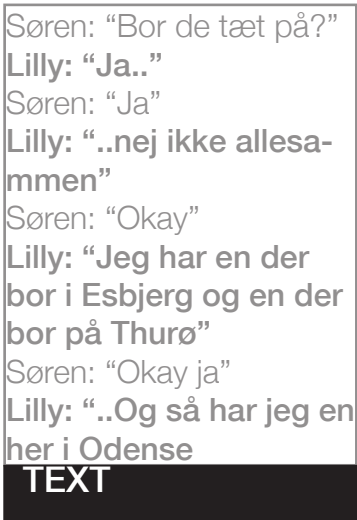 Søren: “Bor de tæt på?”
Lilly: “Ja..”
Søren: “Ja”
Lilly: “..nej ikke allesa-
mmen”
Søren: “Okay”
Lilly: “Jeg har en der
bor i Esbjerg og en der
bor på Thurø”
Søren: “Okay ja”
Lilly: “..Og så har jeg en
her i Odense
TEXT